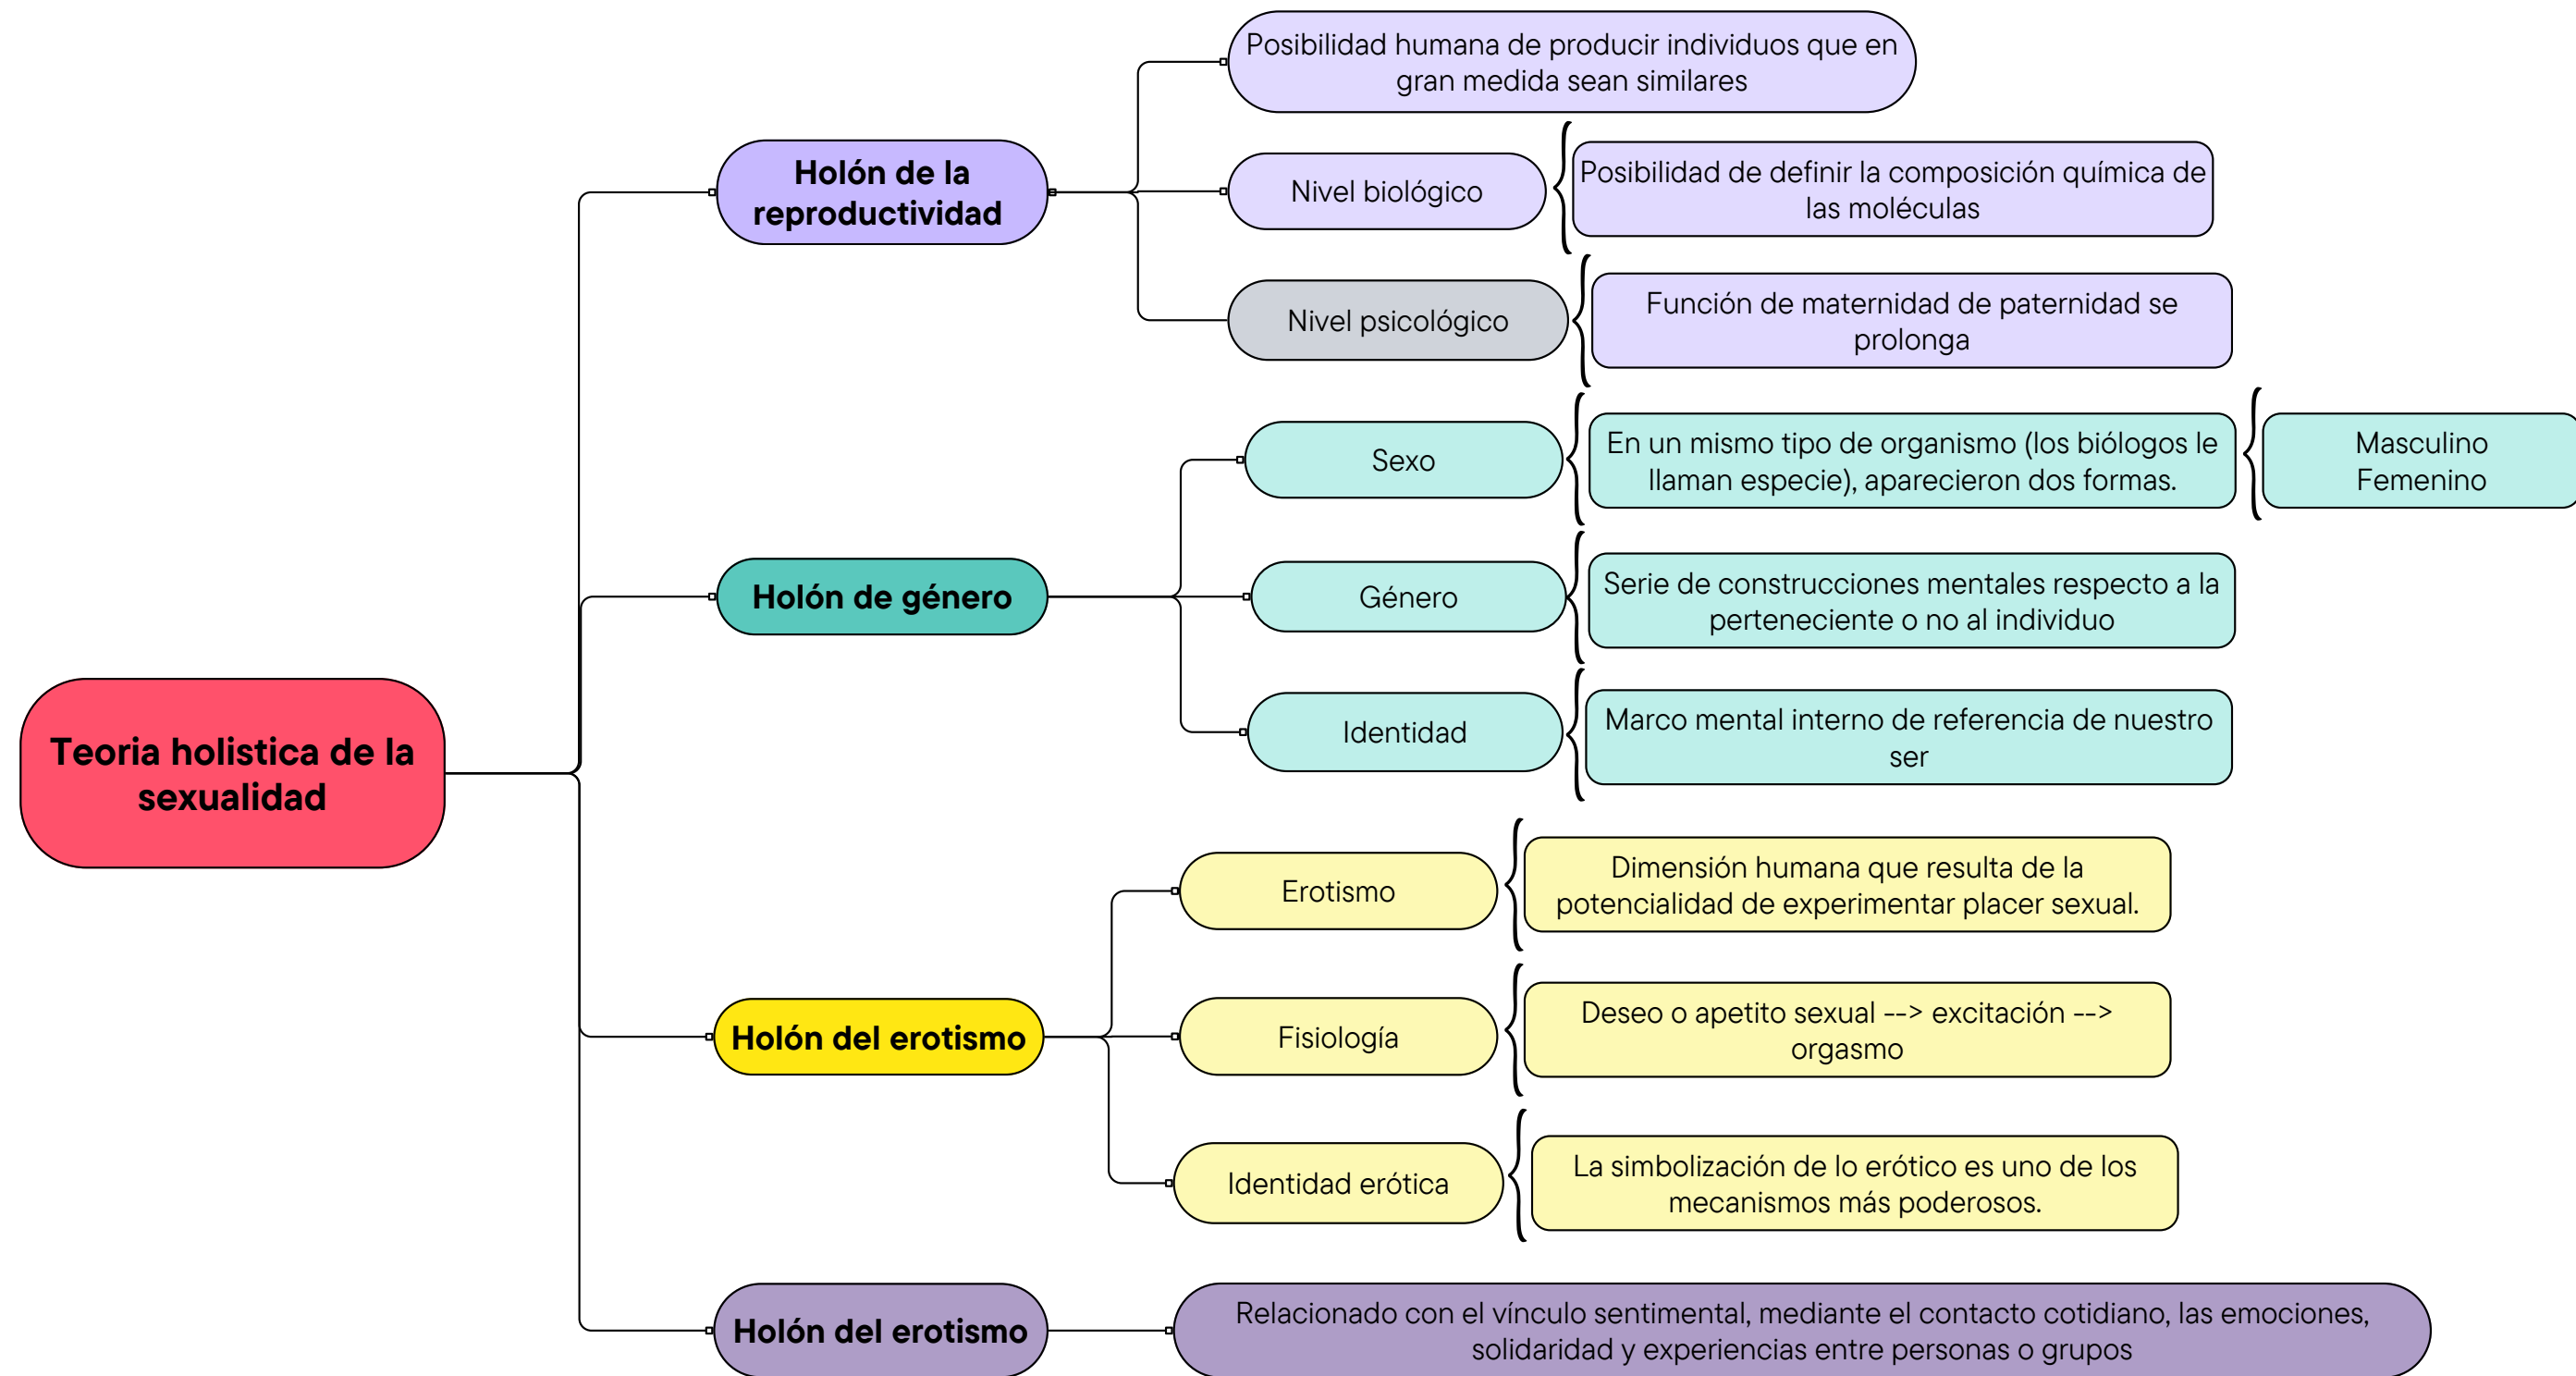 Teoria holistica de la
sexualidad
Holón de la
reproductividad
Posibilidad humana de producir individuos que en
gran medida sean similares
Nivel biológico
Posibilidad de definir la composición química de
las moléculas
Nivel psicológico
Función de maternidad de paternidad se
prolonga
Holón de género
Sexo
En un mismo tipo de organismo (los biólogos le
llaman especie), aparecieron dos formas.
Masculino
Femenino
Género
Serie de construcciones mentales respecto a la
perteneciente o no al individuo
Identidad
Marco mental interno de referencia de nuestro
ser
Holón del erotismo
Erotismo
Dimensión humana que resulta de la
potencialidad de experimentar placer sexual.
Fisiología
Deseo o apetito sexual --> excitación -->
orgasmo
Identidad erótica
La simbolización de lo erótico es uno de los
mecanismos más poderosos.
Holón del erotismo
Relacionado con el vínculo sentimental, mediante el contacto cotidiano, las emociones,
solidaridad y experiencias entre personas o grupos